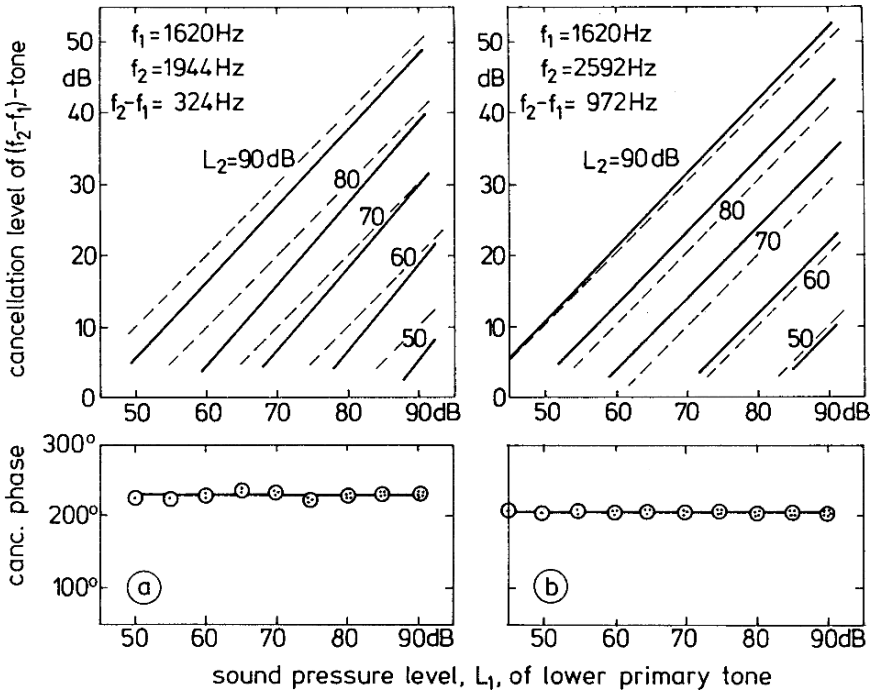 cancellation level of (f₂-f₁)-tone
50
dB
40
30
20
10
0
f₁=1620Hz
f₂=1944Hz
f₂-f₁= 324Hz
L₂=90dB
80
70
60
50
50 60 70 80 90dB
50
dB
40
30
20
10
0
f₁=1620Hz
f₂=2592Hz
f₂-f₁= 972Hz
L₂=90dB
80
70
60
50
50 60 70 80 90dB
canc. phase
300°
200°
100°
a
50 60 70 80 90dB
b
50 60 70 80 90dB
sound pressure level, L₁, of lower primary tone